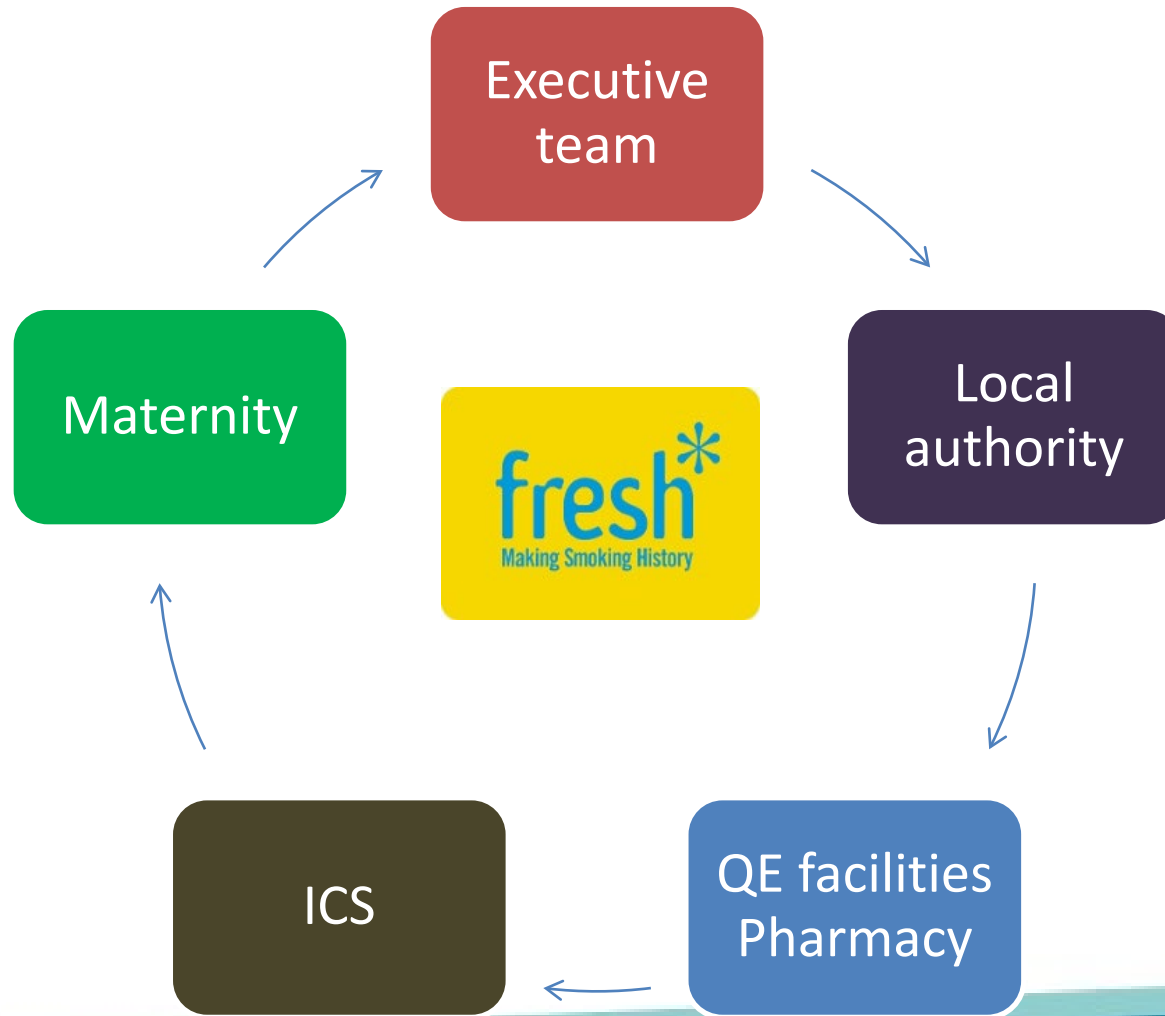 Executive
team
Local
authority
QE facilities
Pharmacy
ICS
Maternity
fresh*
Making Smoking History